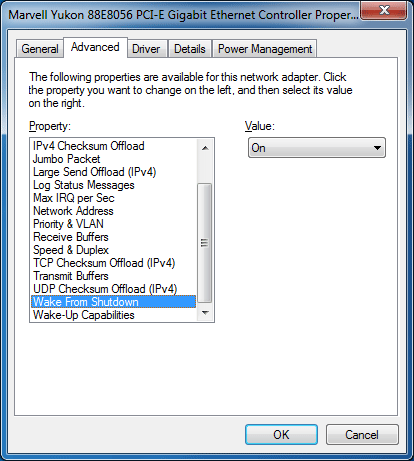 Marvell Yukon 88E8056 PCI-E Gigabit Ethernet Controller Proper...
General Advanced Driver Details Power Management
The following properties are available for this network adapter. Click
the property you want to change on the left, and then select its value
on the right.
Property: Value:
IPv4 Checksum Offload On
Jumbo Packet
Large Send Offload (IPv4)
Log Status Messages
Max IRQ per Sec
Network Address
Priority & VLAN
Receive Buffers
Speed & Duplex
TCP Checksum Offload (IPv4)
Transmit Buffers
UDP Checksum Offload (IPv4)
Wake From Shutdown
Wake-Up Capabilities
OK Cancel